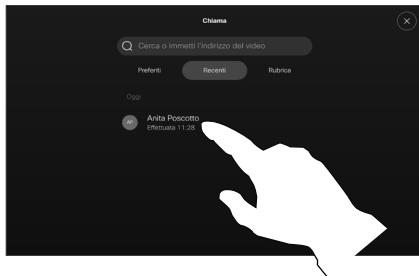 Chiama
Cerca o immetti l'indirizzo del video
Preferiti
Recenti
Rubrica
Oggi
AP
Anita Poscotto
Effettuata 11:28